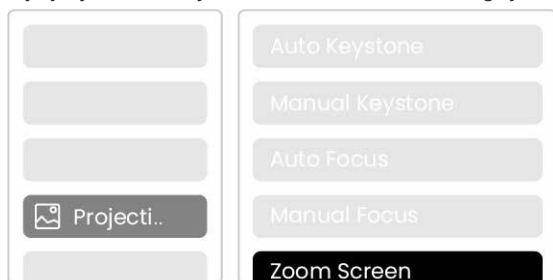 Auto Keystone
Manual Keystone
Auto Focus
Projecti..
Manual Focus
Zoom Screen